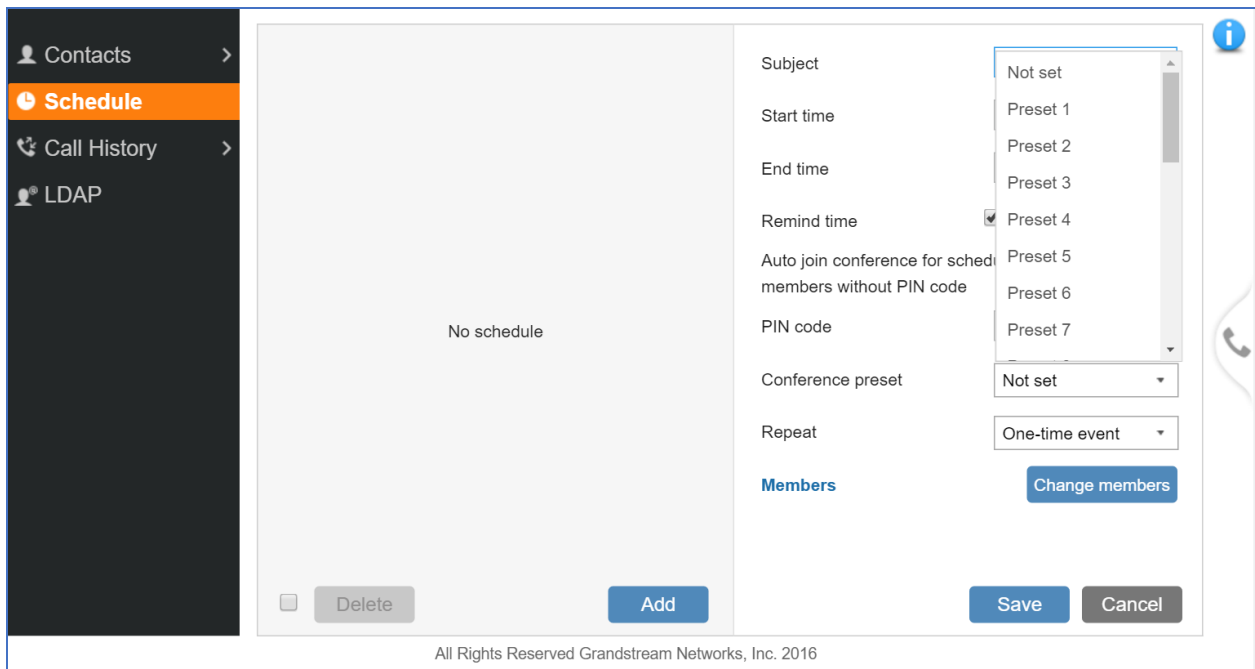 Contacts
Schedule
Call History
LDAP
No schedule
Delete
Add
Subject
Start time
End time
Remind time
Auto join conference for schedu
members without PIN code
PIN code
Conference preset
Not set
Repeat
One-time event
Members
Change members
Not set
Preset 1
Preset 2
Preset 3
Preset 4
Preset 5
Preset 6
Preset 7
Save
Cancel
All Rights Reserved Grandstream Networks, Inc. 2016